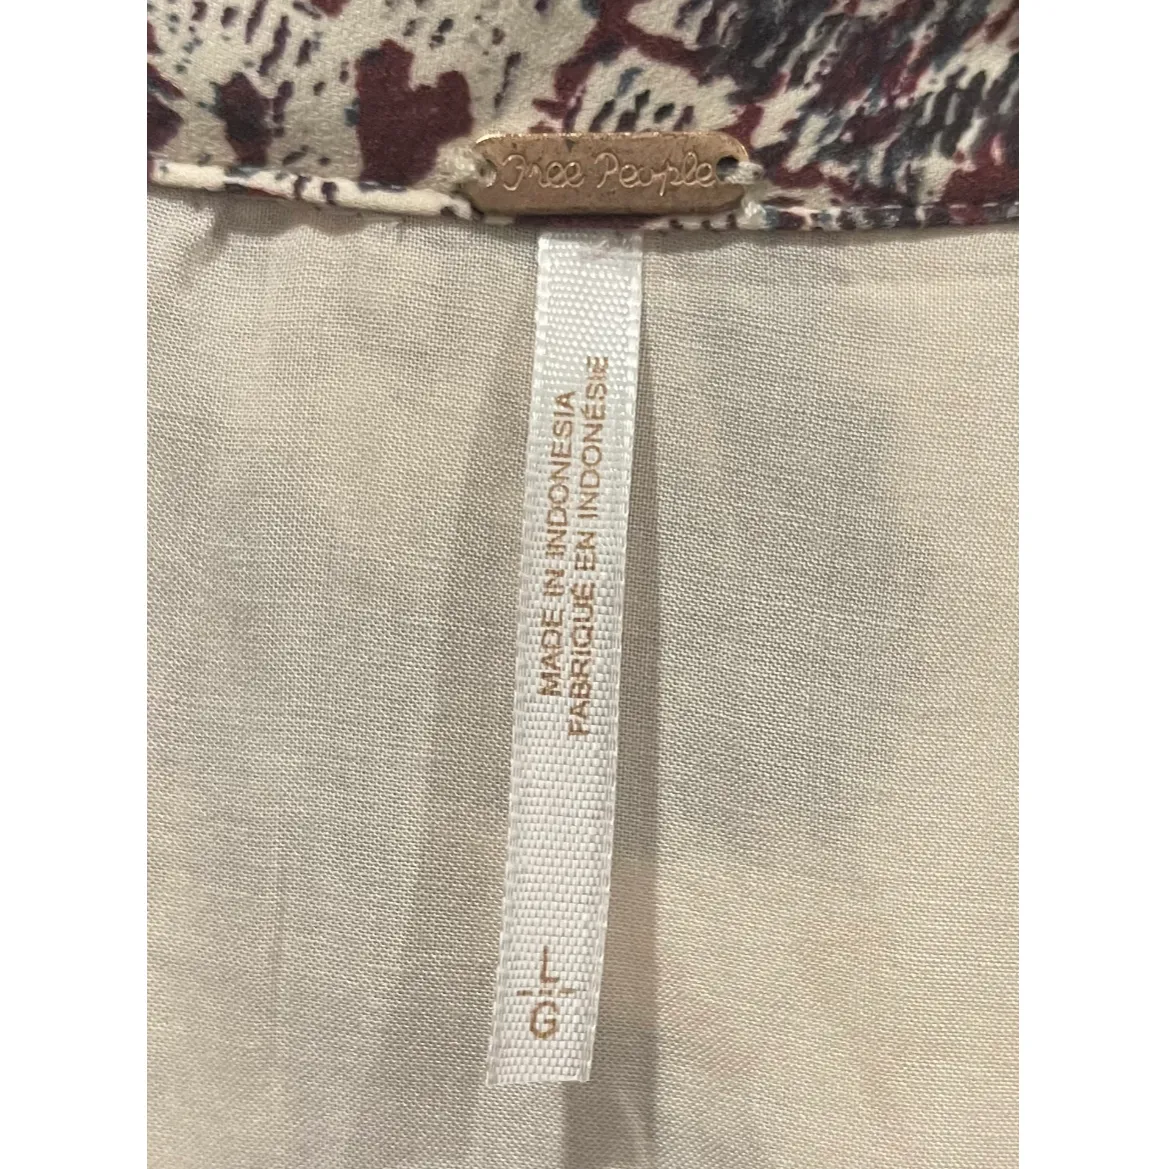 Free People
MADE IN INDONESIA
FABRIQUÉ EN INDONÉSIE
G
L